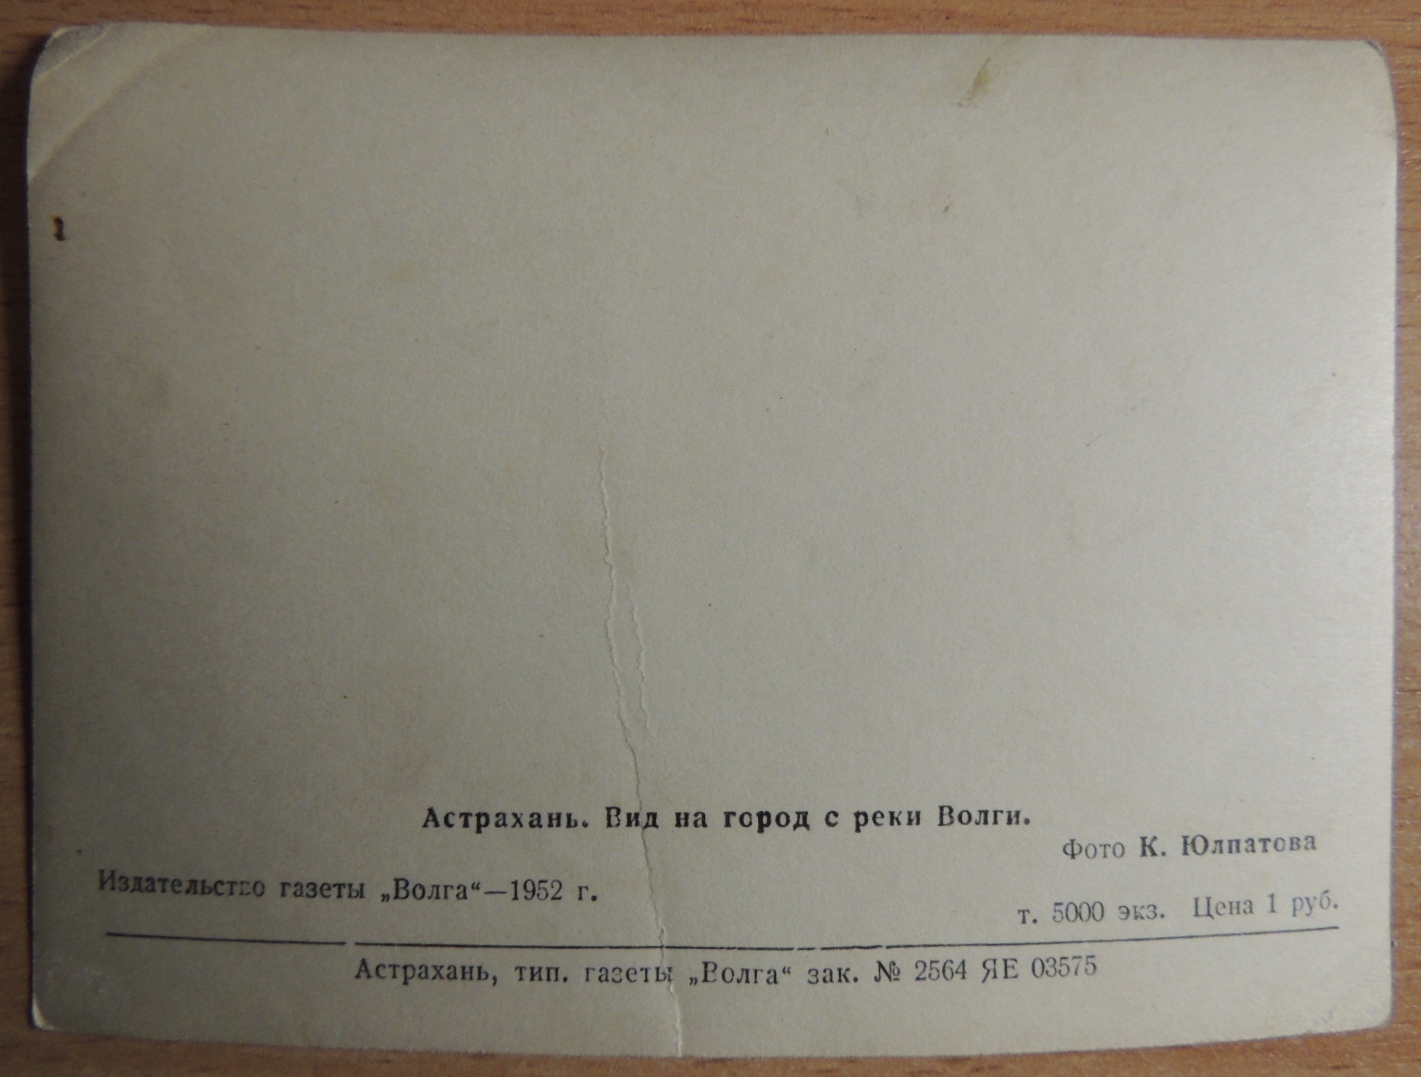 Астрахань. Вид на город с реки Волги.
Фото К. Юлпатова
Издательство газеты „Волга“—1952 г.
т. 5000 экз. Цена 1 руб.
Астрахань, тип. газеты „Волга“ зак. № 2564 ЯЕ 03575